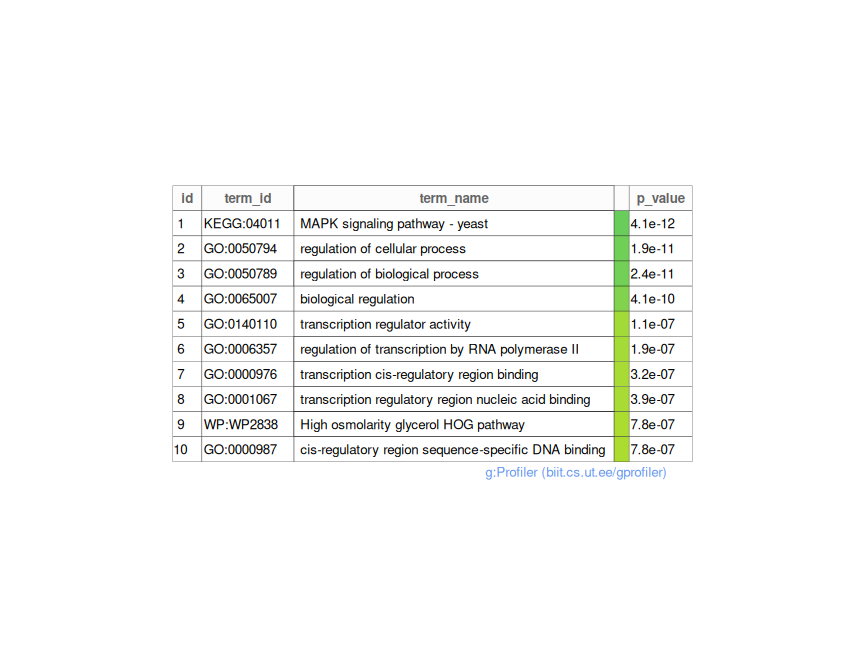 id term_id term_name p_value
1 KEGG:04011 MAPK signaling pathway - yeast 4.1e-12
2 GO:0050794 regulation of cellular process 1.9e-11
3 GO:0050789 regulation of biological process 2.4e-11
4 GO:0065007 biological regulation 4.1e-10
5 GO:0140110 transcription regulator activity 1.1e-07
6 GO:0006357 regulation of transcription by RNA polymerase II 1.9e-07
7 GO:0000976 transcription cis-regulatory region binding 3.2e-07
8 GO:0001067 transcription regulatory region nucleic acid binding 3.9e-07
9 WP:WP2838 High osmolarity glycerol HOG pathway 7.8e-07
10 GO:0000987 cis-regulatory region sequence-specific DNA binding 7.8e-07
g:Profiler (biit.cs.ut.ee/gprofiler)